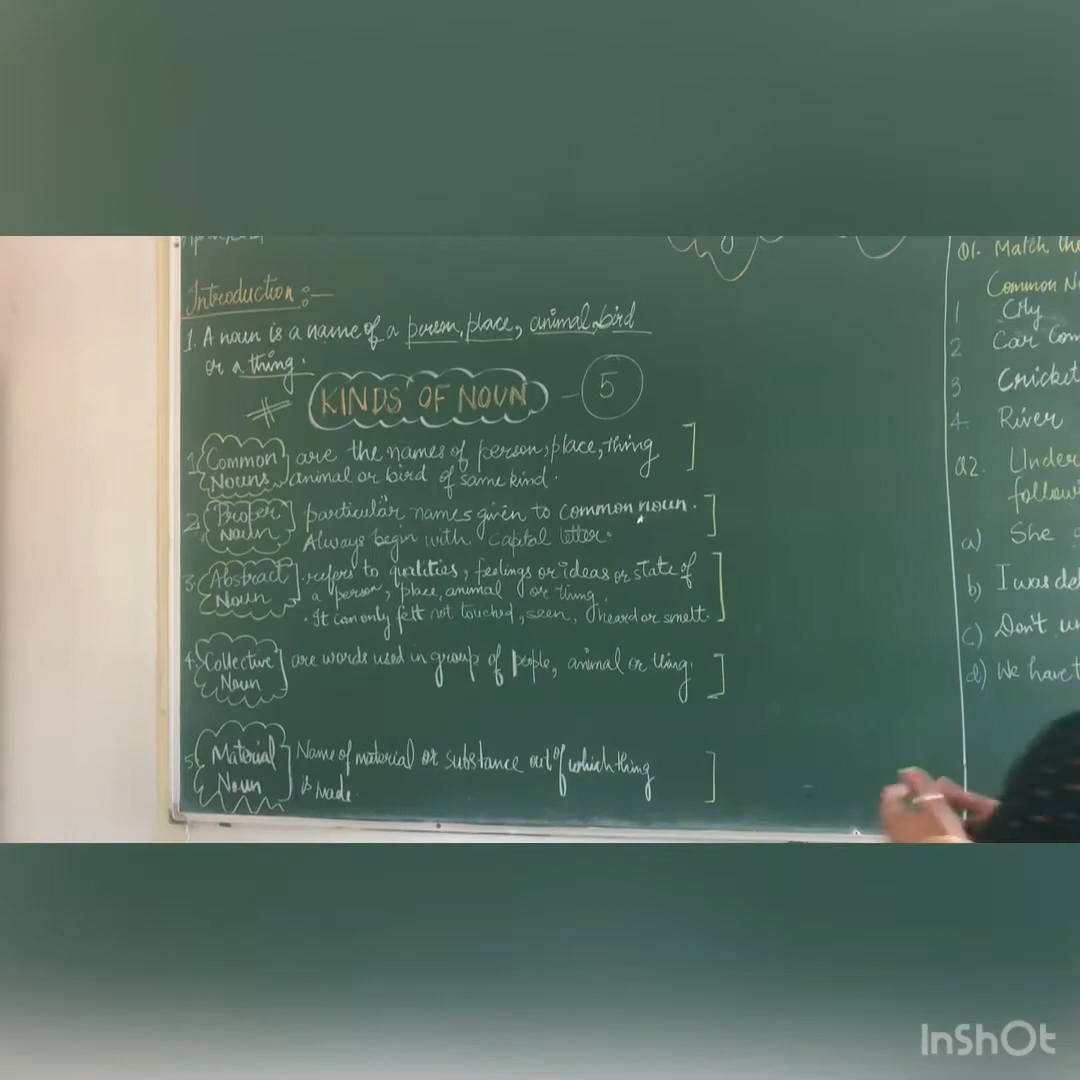 Introduction :-
1. A noun is a name of a person, place, animal, bird
or a thing.
KINDS OF NOUN - 5
1. Common Nouns are the names of person, place, thing
animal or bird of same kind.
2. Proper Noun particular names given to common noun.
Always begin with capital letter.
3. Abstract Noun . refers to qualities, feelings or ideas or state of
a person, place, animal or thing.
. It can only felt not touched, seen, heard or smelt.
4. Collective Noun are words used in group of people, animal or thing.
5. Material Noun Name of material or substance out of which thing
is made.
Q1. Match the
Common N
1 City
2 Car Com
3 Cricket
4. River
Q2. Under
follow
a) She
b) I was de
c) Don't
d) We have t
InShOt